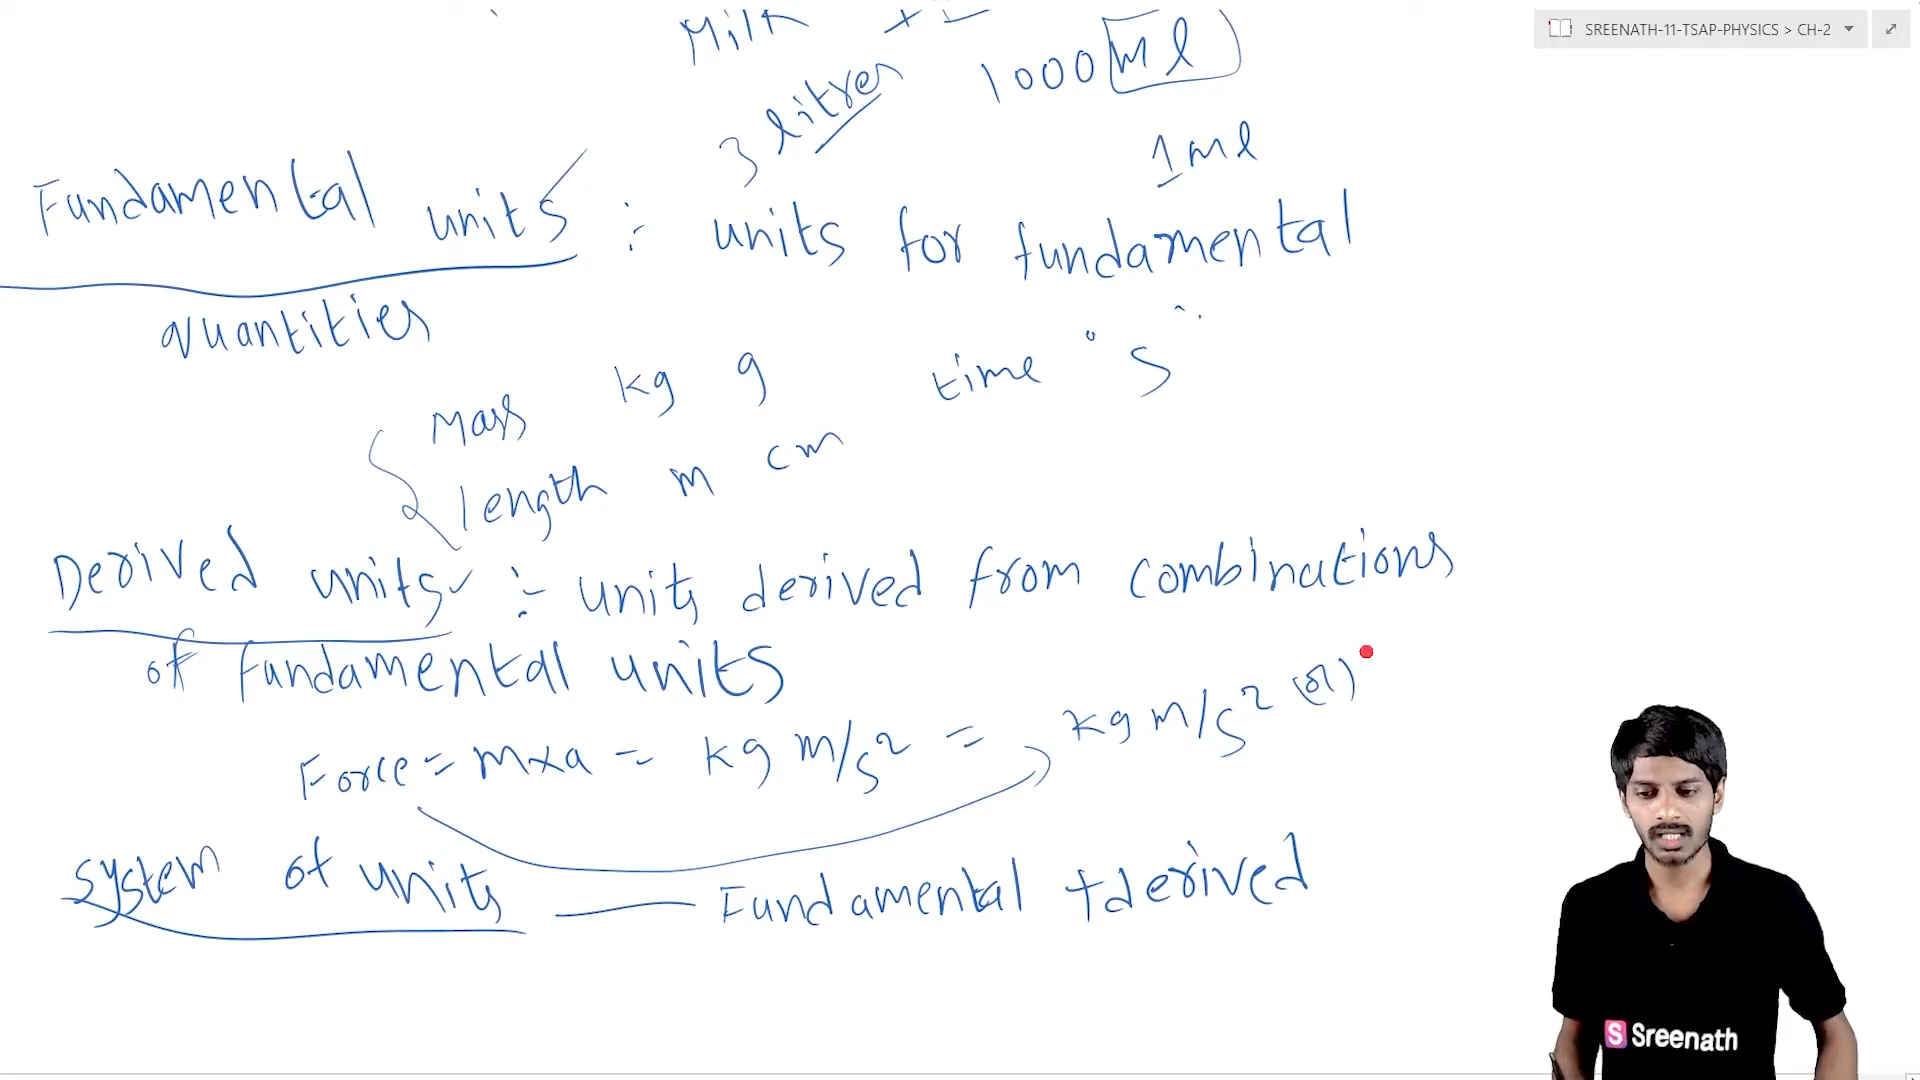 SREENATH-11-TSAP-PHYSICS > CH-2
Milk
3 litres 1000 ml
1 ml
Fundamental units : units for fundamental
quantities
Mass kg g time "s"
length m cm
Derived units :- units derived from combinations
of fundamental units
Force = m x a = kg m/s² = kg m/s² (or)
System of units — Fundamental + derived
S Sreenath